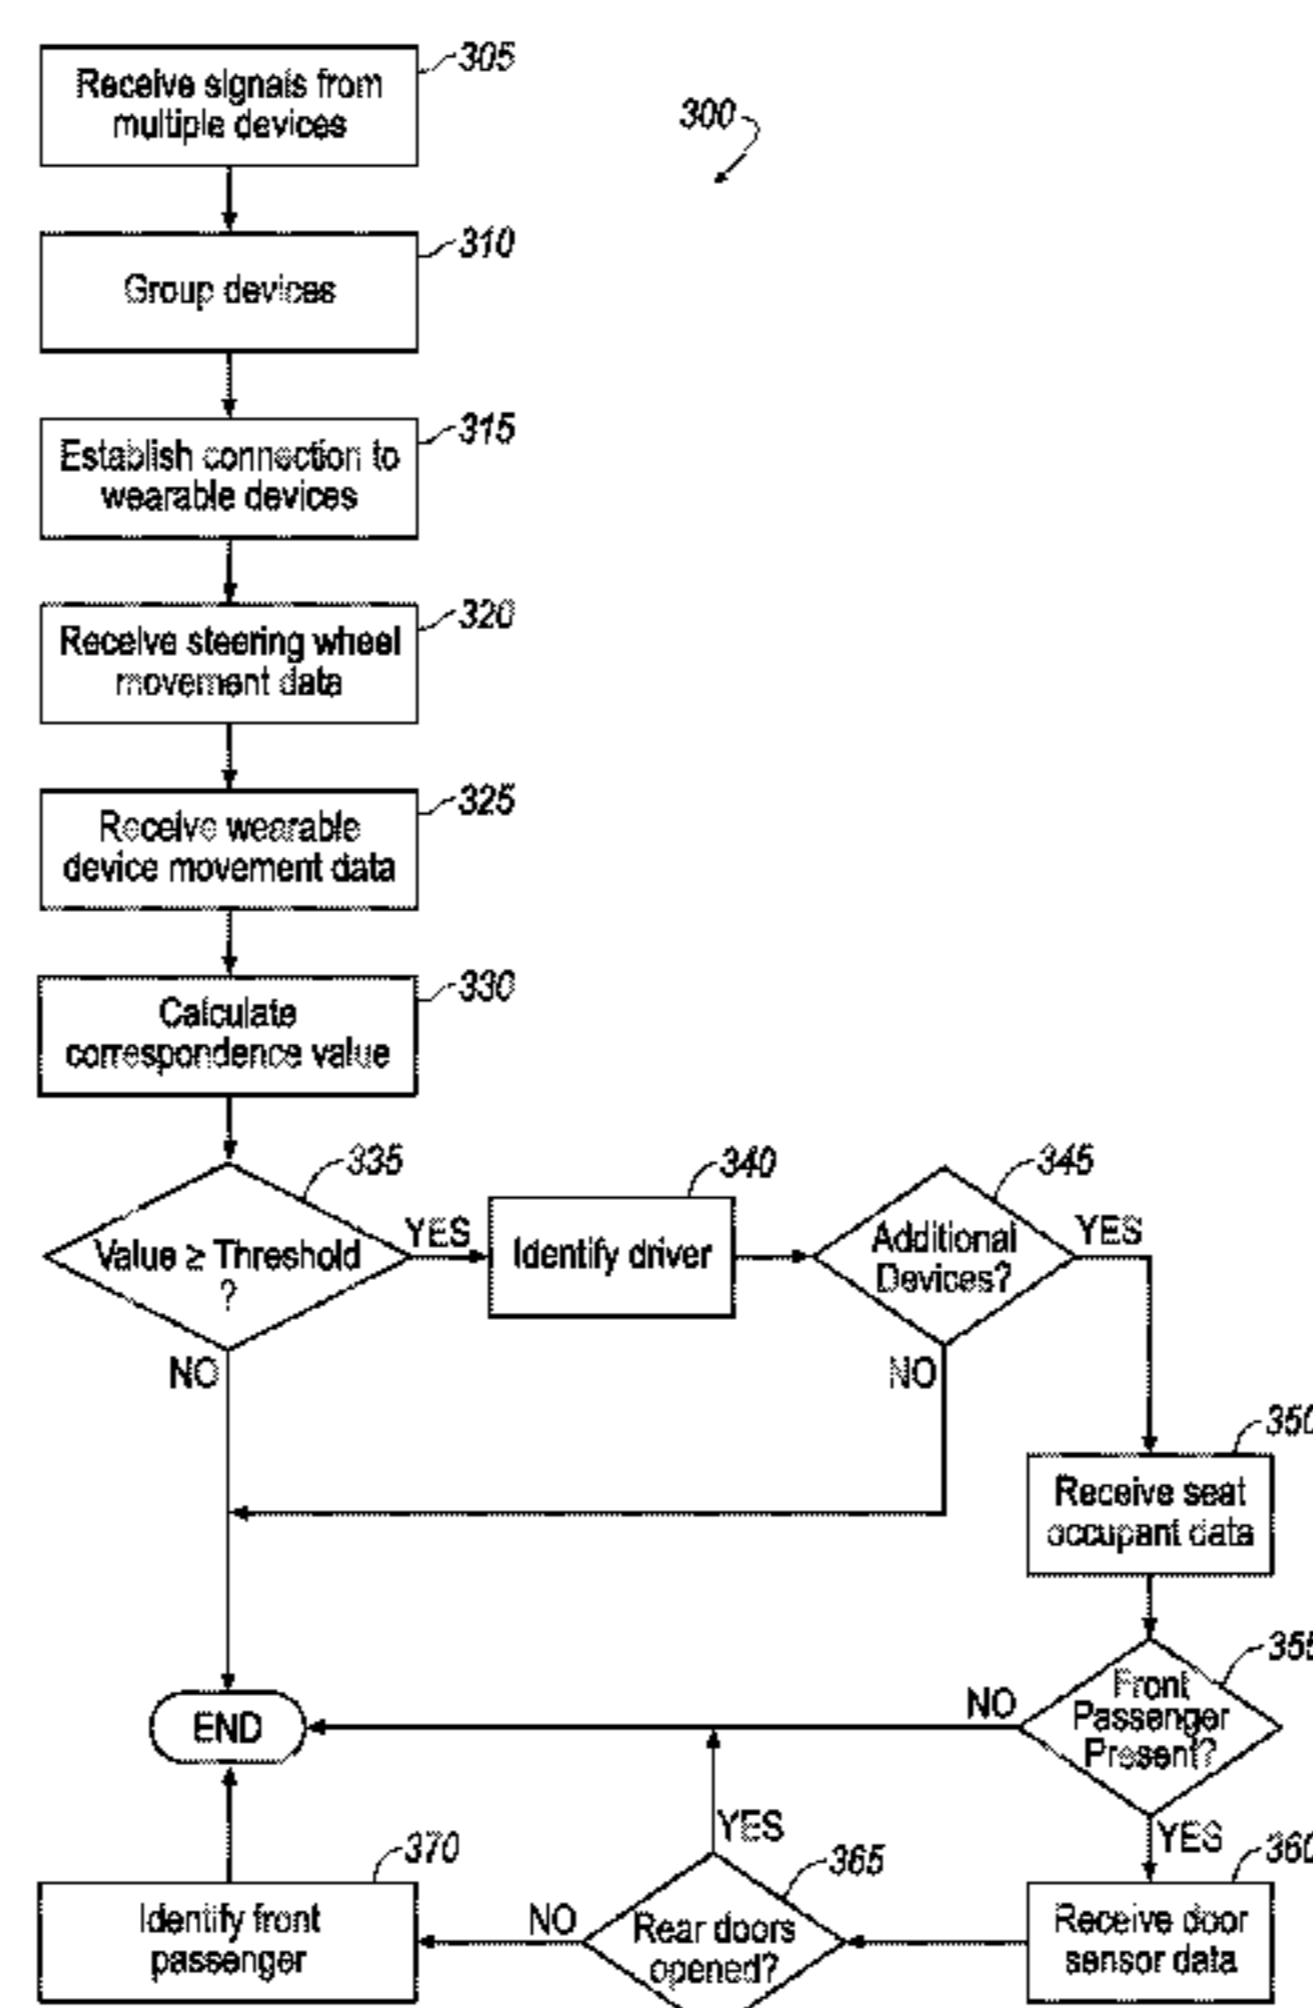 305
Receive signals from
multiple devices
300
310
Group devices
315
Establish connection to
wearable devices
320
Receive steering wheel
movement data
325
Receive wearable
device movement data
330
Calculate
correspondence value
335
Value ≥ Threshold
?
YES
NO
340
Identify driver
345
Additional
Devices?
YES
NO
350
Receive seat
occupant data
355
Front
Passenger
Present?
NO
YES
END
360
Receive door
sensor data
365
Rear doors
opened?
YES
NO
370
Identify front
passenger